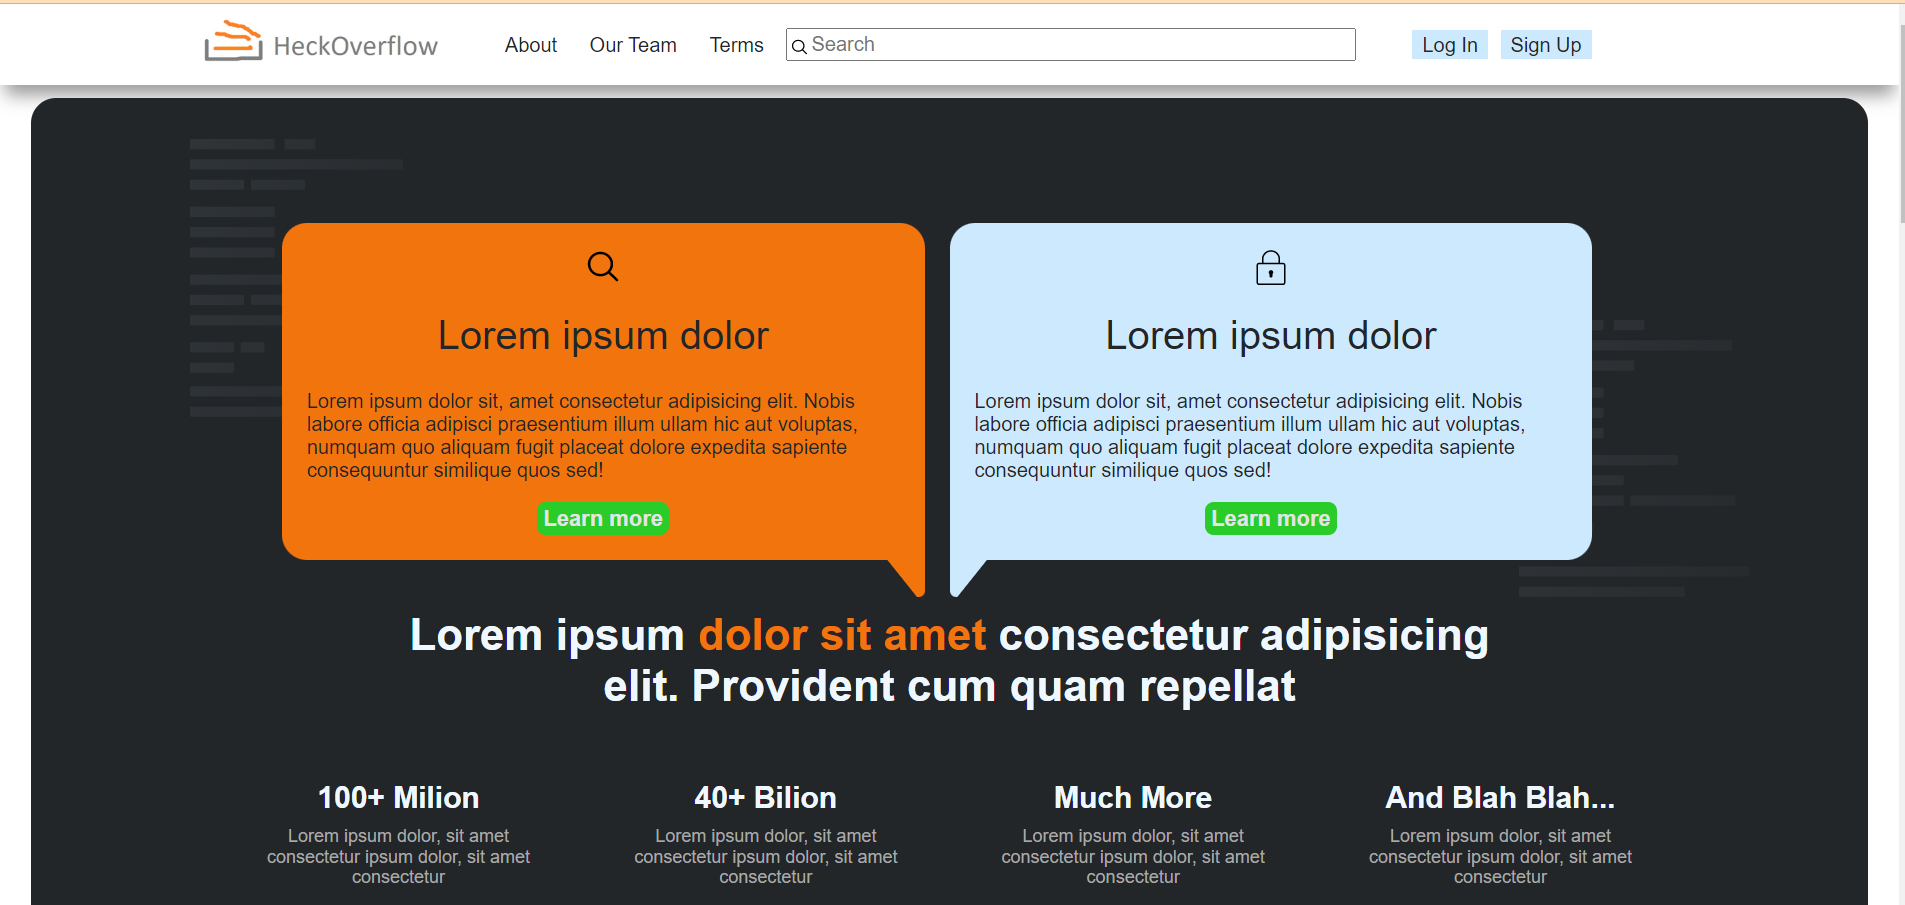 HeckOverflow About Our Team Terms Search Log In Sign Up
Lorem ipsum dolor
Lorem ipsum dolor sit, amet consectetur adipisicing elit. Nobis
labore officia adipisci praesentium illum ullam hic aut voluptas,
numquam quo aliquam fugit placeat dolore expedita sapiente
consequuntur similique quos sed!
Learn more
Lorem ipsum dolor
Lorem ipsum dolor sit, amet consectetur adipisicing elit. Nobis
labore officia adipisci praesentium illum ullam hic aut voluptas,
numquam quo aliquam fugit placeat dolore expedita sapiente
consequuntur similique quos sed!
Learn more
Lorem ipsum dolor sit amet consectetur adipisicing
elit. Provident cum quam repellat
100+ Milion
Lorem ipsum dolor, sit amet
consectetur ipsum dolor, sit amet
consectetur
40+ Bilion
Lorem ipsum dolor, sit amet
consectetur ipsum dolor, sit amet
consectetur
Much More
Lorem ipsum dolor, sit amet
consectetur ipsum dolor, sit amet
consectetur
And Blah Blah...
Lorem ipsum dolor, sit amet
consectetur ipsum dolor, sit amet
consectetur